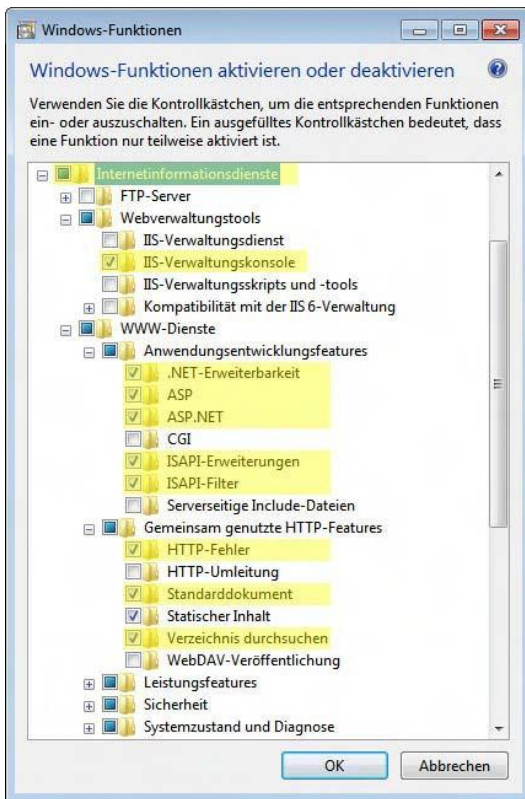 Windows-Funktionen
Windows-Funktionen aktivieren oder deaktivieren
Verwenden Sie die Kontrollkästchen, um die entsprechenden Funktionen
ein- oder auszuschalten. Ein ausgefülltes Kontrollkästchen bedeutet, dass
eine Funktion nur teilweise aktiviert ist.
Internetinformationsdienste
FTP-Server
Webverwaltungstools
IIS-Verwaltungsdienst
IIS-Verwaltungskonsole
IIS-Verwaltungsskripts und -tools
Kompatibilität mit der IIS 6-Verwaltung
WWW-Dienste
Anwendungsentwicklungsfeatures
.NET-Erweiterbarkeit
ASP
ASP.NET
CGI
ISAPI-Erweiterungen
ISAPI-Filter
Serverseitige Include-Dateien
Gemeinsam genutzte HTTP-Features
HTTP-Fehler
HTTP-Umleitung
Standarddokument
Statischer Inhalt
Verzeichnis durchsuchen
WebDAV-Veröffentlichung
Leistungsfeatures
Sicherheit
Systemzustand und Diagnose
OK
Abbrechen